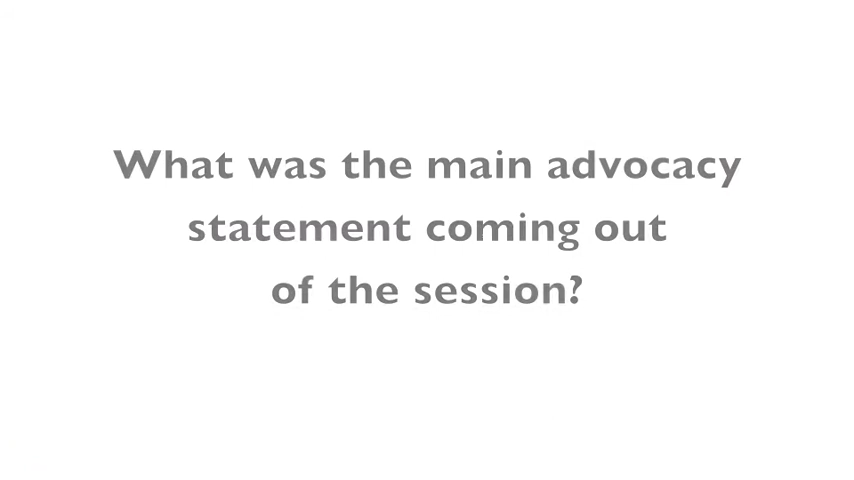 What was the main advocacy
statement coming out
of the session?